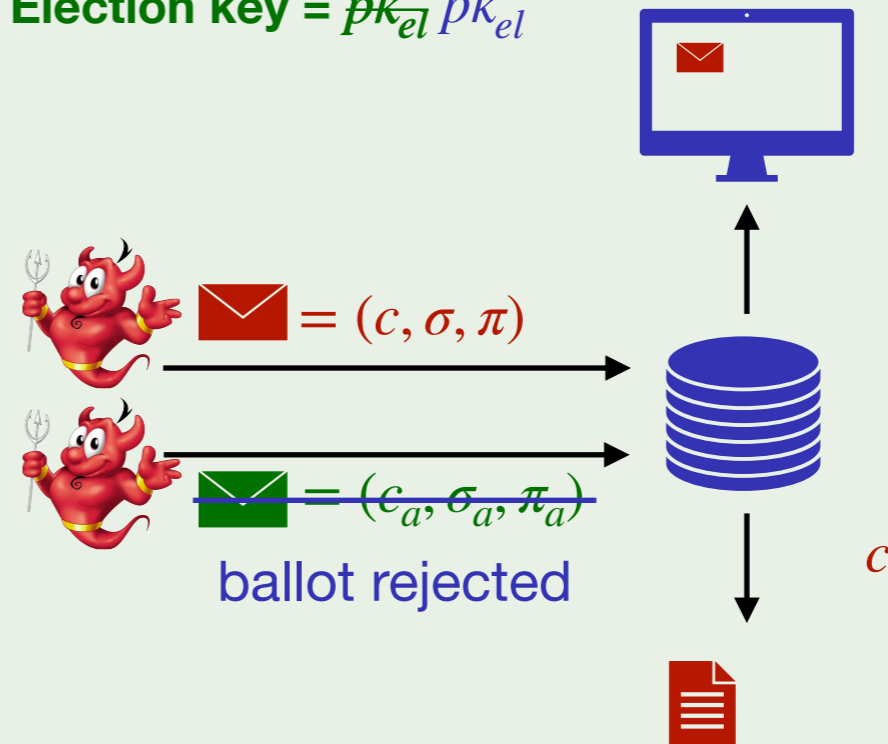 Election key = pk_el pk_el
= (c, σ, π)
= (c_a, σ_a, π_a)
ballot rejected
c